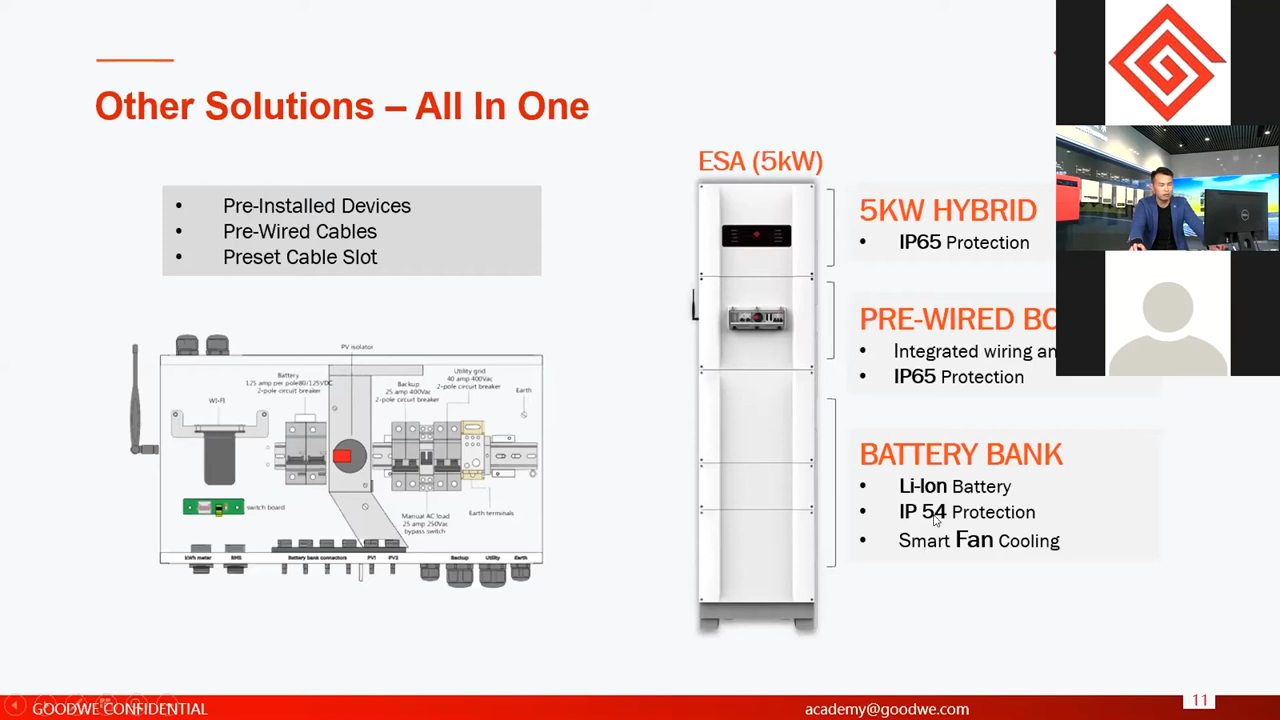 Other Solutions – All In One
• Pre-Installed Devices
• Pre-Wired Cables
• Preset Cable Slot
PV isolator
Battery
125 amp per pole80/125VDC
2-pole circuit breaker
Backup
25 amp 400Vac
2-pole circuit breaker
Utility grid
40 amp 400Vac
2-pole circuit breaker
Earth
WI-FI
switch board
Manual AC load
25 amp 250Vac
bypass switch
Earth terminals
kWh meter
BMS
Battery bank connectors
PV1
PV2
Backup
Utility
Earth
ESA (5kW)
5KW HYBRID
• IP65 Protection
PRE-WIRED
• Integrated wiring
• IP65 Protection
BATTERY BANK
• Li-Ion Battery
• IP 54 Protection
• Smart Fan Cooling
GOODWE CONFIDENTIAL
academy@goodwe.com
11